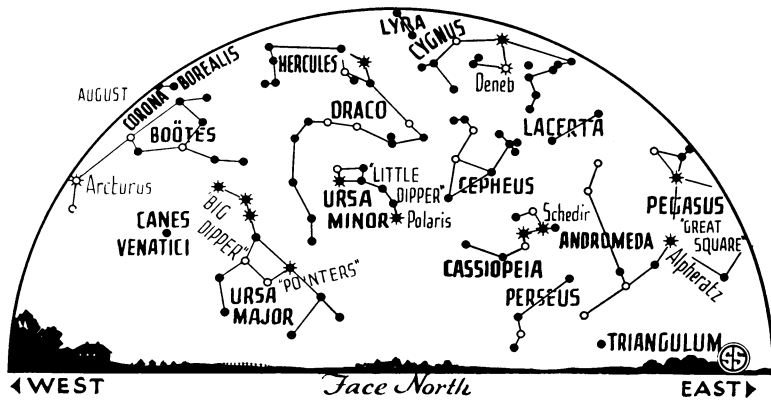 LYRA
CYGNUS
HERCULES
Deneb
AUGUST
CORONA BOREALIS
BOÖTES
DRACO
LACERTA
Arcturus
"LITTLE DIPPER"
URSA MINOR
Polaris
CEPHEUS
PEGASUS
"GREAT SQUARE"
BIG DIPPER"
CANES VENATICI
Schedir
ANDROMEDA
Alpheratz
CASSIOPEIA
URSA MAJOR
"POINTERS"
PERSEUS
TRIANGULUM
SS
WEST
Face North
EAST